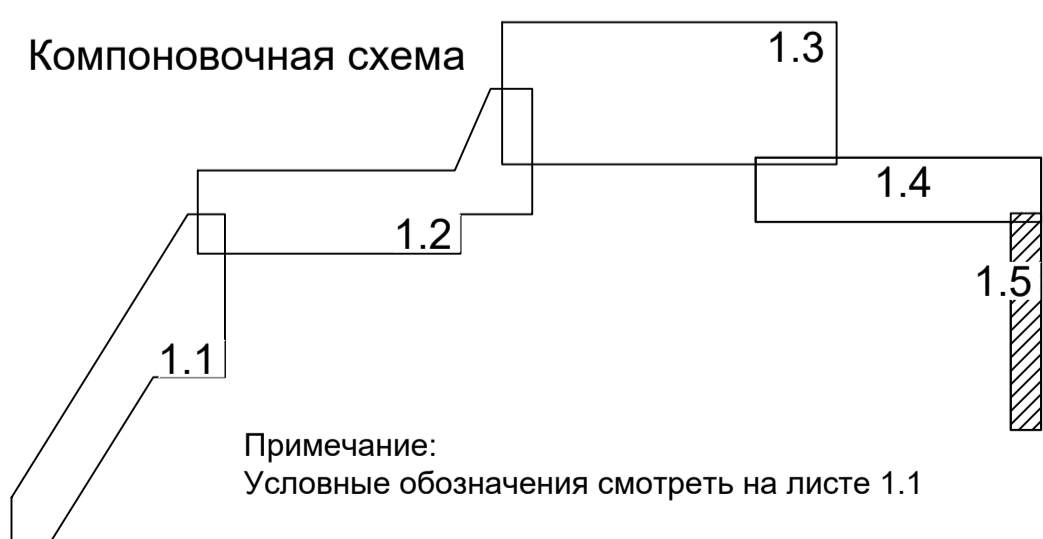 Компоновочная схема
1.3
1.4
1.2
1.5
1.1
Примечание:
Условные обозначения смотреть на листе 1.1